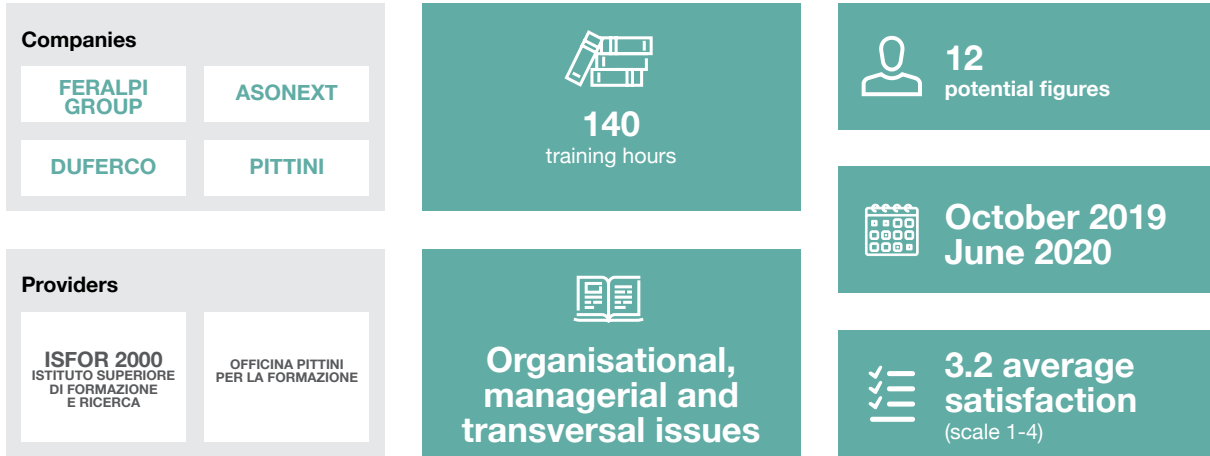 Companies
FERALPI
GROUP
ASONEXT
DUFERCO
PITTINI
Providers
ISFOR 2000
ISTITUTO SUPERIORE
DI FORMAZIONE
E RICERCA
OFFICINA PITTINI
PER LA FORMAZIONE
140
training hours
Organisational,
managerial and
transversal issues
12
potential figures
October 2019
June 2020
3.2 average
satisfaction
(scale 1-4)